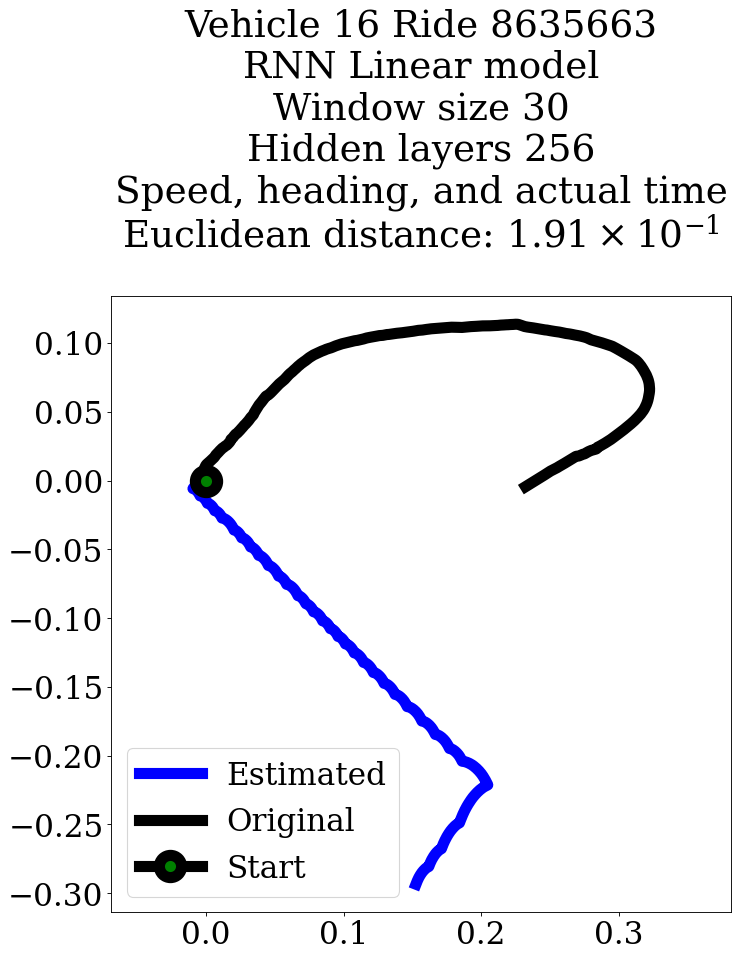 Vehicle 16 Ride 8635663
RNN Linear model
Window size 30
Hidden layers 256
Speed, heading, and actual time
Euclidean distance: 1.91 × 10⁻¹
0.10
0.05
0.00
−0.05
−0.10
−0.15
−0.20
−0.25
−0.30
Estimated
Original
Start
0.0 0.1 0.2 0.3